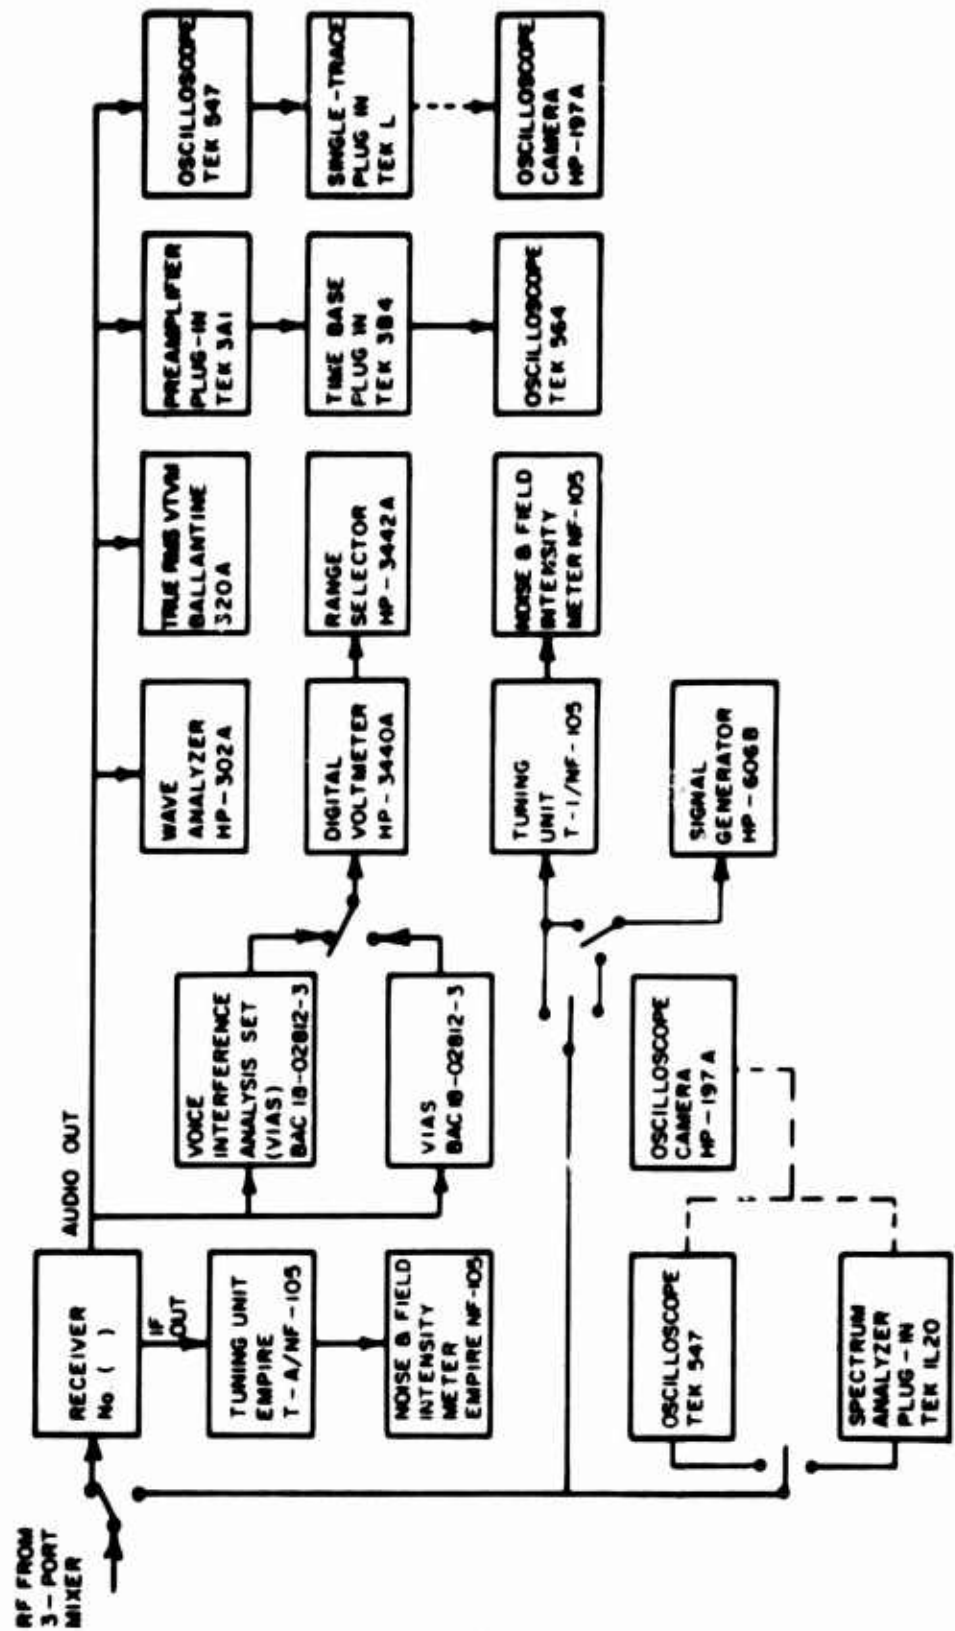 RF FROM
3-PORT
MIXER
RECEIVER
No ( )
AUDIO OUT
IF
OUT
TUNING UNIT
EMPIRE
T-A/NF-105
NOISE & FIELD
INTENSITY
METER
EMPIRE NF-105
VOICE
INTERFERENCE
ANALYSIS SET
(VIAS)
BAC 18-02812-3
VIAS
BAC 18-02812-3
WAVE
ANALYZER
HP-302A
TRUE RMS VTVM
BALLANTINE
320A
PREAMPLIFIER
PLUG-IN
TEK 3A1
OSCILLOSCOPE
TEK 547
DIGITAL
VOLTMETER
HP-3440A
RANGE
SELECTOR
HP-3442A
TIME BASE
PLUG IN
TEK 3B4
SINGLE-TRACE
PLUG IN
TEK L
TUNING
UNIT
T-1/NF-105
NOISE & FIELD
INTENSITY
METER NF-105
OSCILLOSCOPE
TEK 564
OSCILLOSCOPE
CAMERA
HP-197A
SIGNAL
GENERATOR
HP-606B
OSCILLOSCOPE
CAMERA
HP-197A
OSCILLOSCOPE
TEK 547
SPECTRUM
ANALYZER
PLUG-IN
TEK 1L20